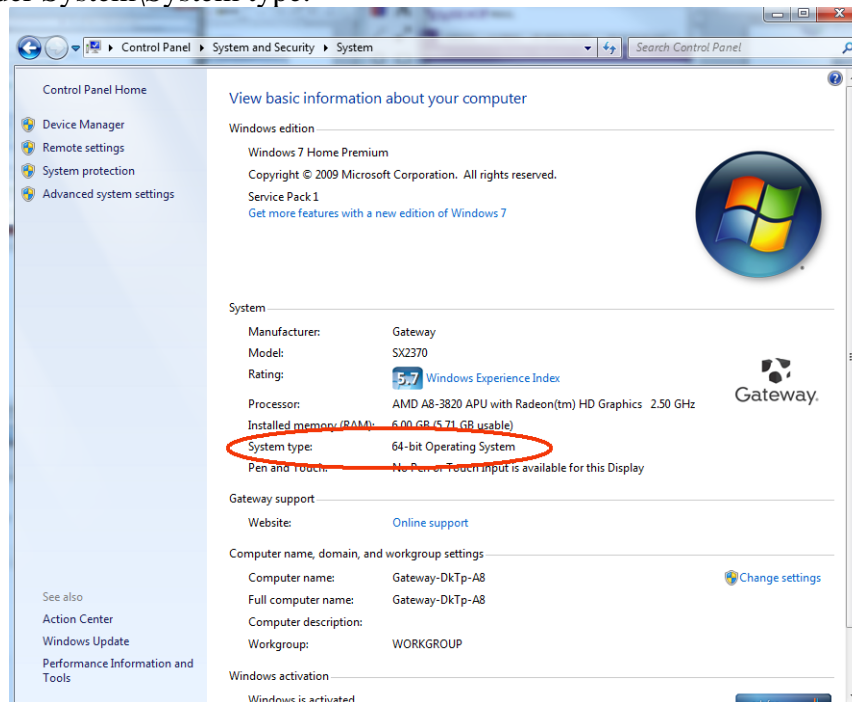 der System\System type.
Control Panel ▸ System and Security ▸ System
Search Control Panel
Control Panel Home
Device Manager
Remote settings
System protection
Advanced system settings
View basic information about your computer
Windows edition
Windows 7 Home Premium
Copyright © 2009 Microsoft Corporation. All rights reserved.
Service Pack 1
Get more features with a new edition of Windows 7
System
Manufacturer: Gateway
Model: SX2370
Rating: 5.7 Windows Experience Index
Processor: AMD A8-3820 APU with Radeon(tm) HD Graphics 2.50 GHz
Installed memory (RAM): 6.00 GB (5.71 GB usable)
System type: 64-bit Operating System
Pen and Touch: No Pen or Touch Input is available for this Display
Gateway.
Gateway support
Website: Online support
Computer name, domain, and workgroup settings
Computer name: Gateway-DkTp-A8
Change settings
Full computer name: Gateway-DkTp-A8
Computer description:
Workgroup: WORKGROUP
Windows activation
Windows is activated
See also
Action Center
Windows Update
Performance Information and
Tools